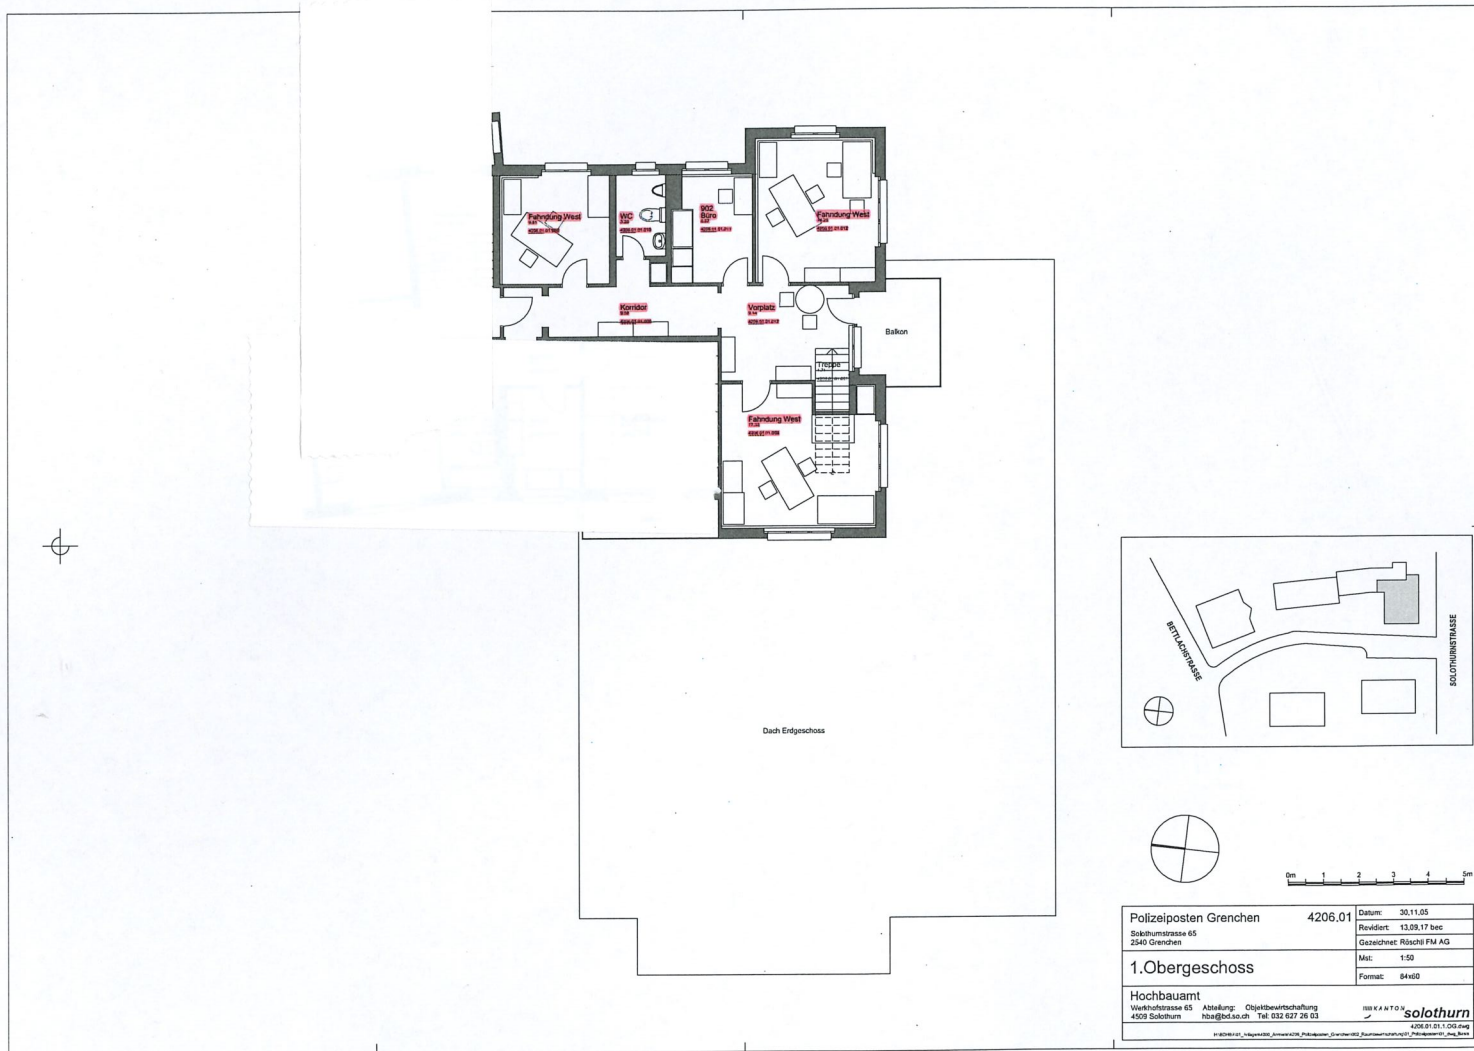 Fahndung West
WC
902
Büro
Fahndung West
Korridor
Vorplatz
Balkon
Treppe
Fahndung West
Dach Erdgeschoss
BETTLACHSTRASSE
SOLOTHURNSTRASSE
0m 1 2 3 4 5m
Polizeiposten Grenchen 4206.01
Solothurnstrasse 65
2540 Grenchen
Datum: 30.11.05
Revidiert: 13.09.17 bec
Gezeichnet: Röschli FM AG
1.Obergeschoss
Mst: 1:50
Format: 84x60
Hochbauamt
Werkhofstrasse 65 Abteilung: Objektbewirtschaftung
4509 Solothurn hba@bd.so.ch Tel: 032 627 26 03
KANTON solothurn
4206.01.01.1.OG.dwg